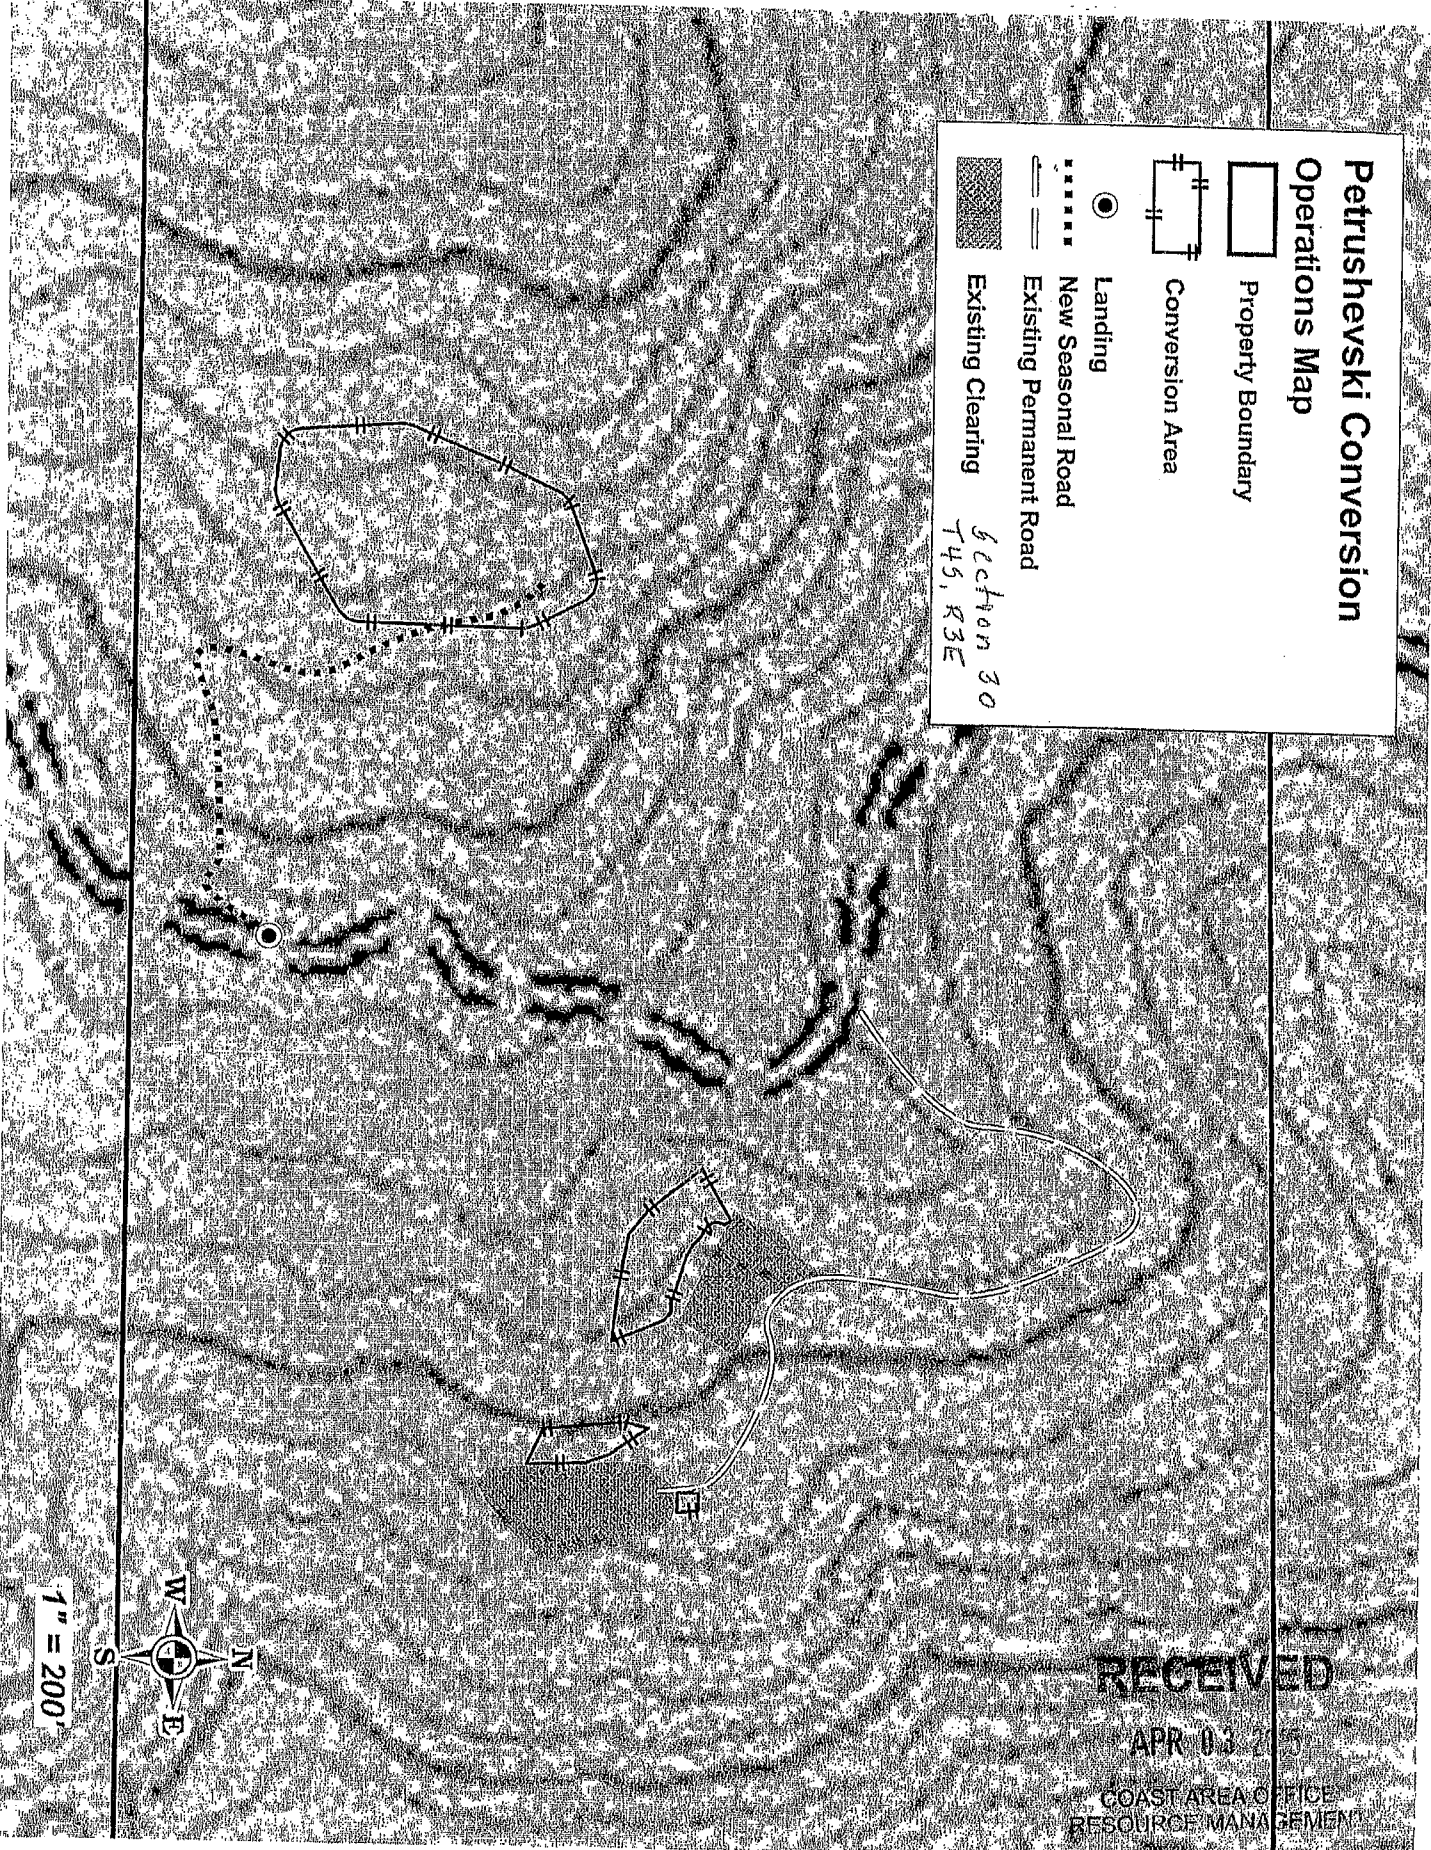 Petrushevski Conversion
Operations Map
Property Boundary
Conversion Area
Landing
New Seasonal Road
Existing Permanent Road
Existing Clearing
Section 30
T4S, R3E
RECEIVED
APR 03
COAST AREA OFFICE
RESOURCE MANAGEMENT
N
W
E
S
1" = 200'